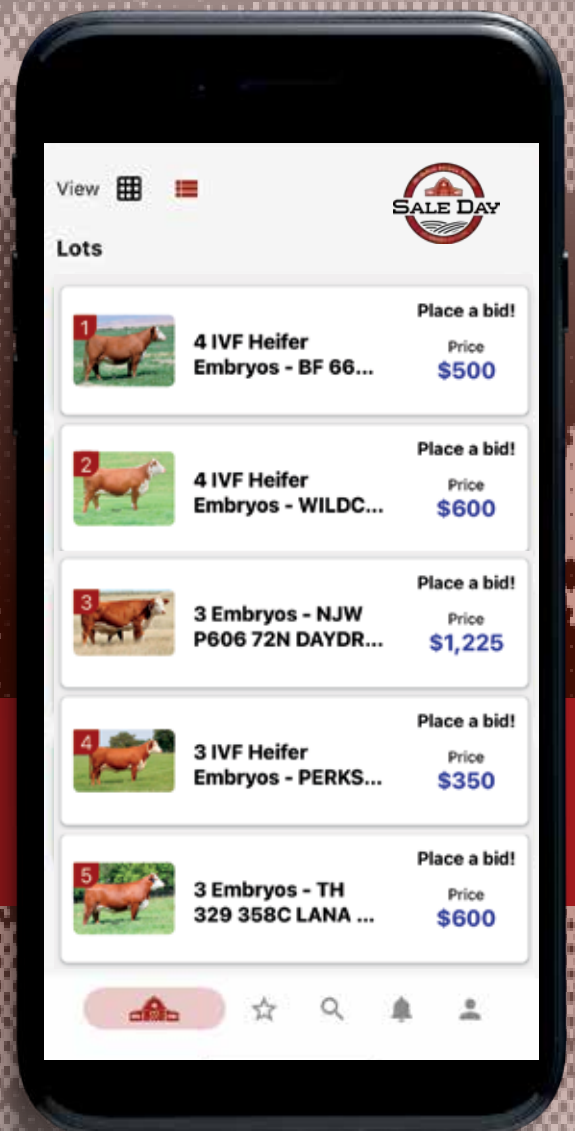 View
SALE DAY
Lots
1
4 IVF Heifer
Embryos - BF 66...
Place a bid!
Price
$500
2
4 IVF Heifer
Embryos - WILDC...
Place a bid!
Price
$600
3
3 Embryos - NJW
P606 72N DAYDR...
Place a bid!
Price
$1,225
4
3 IVF Heifer
Embryos - PERKS...
Place a bid!
Price
$350
5
3 Embryos - TH
329 358C LANA ...
Place a bid!
Price
$600